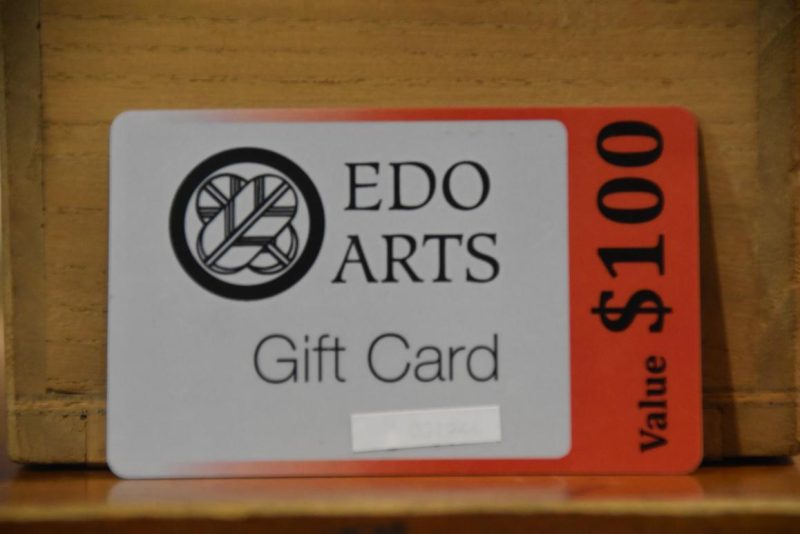 EDO
ARTS
Gift Card
Value $100